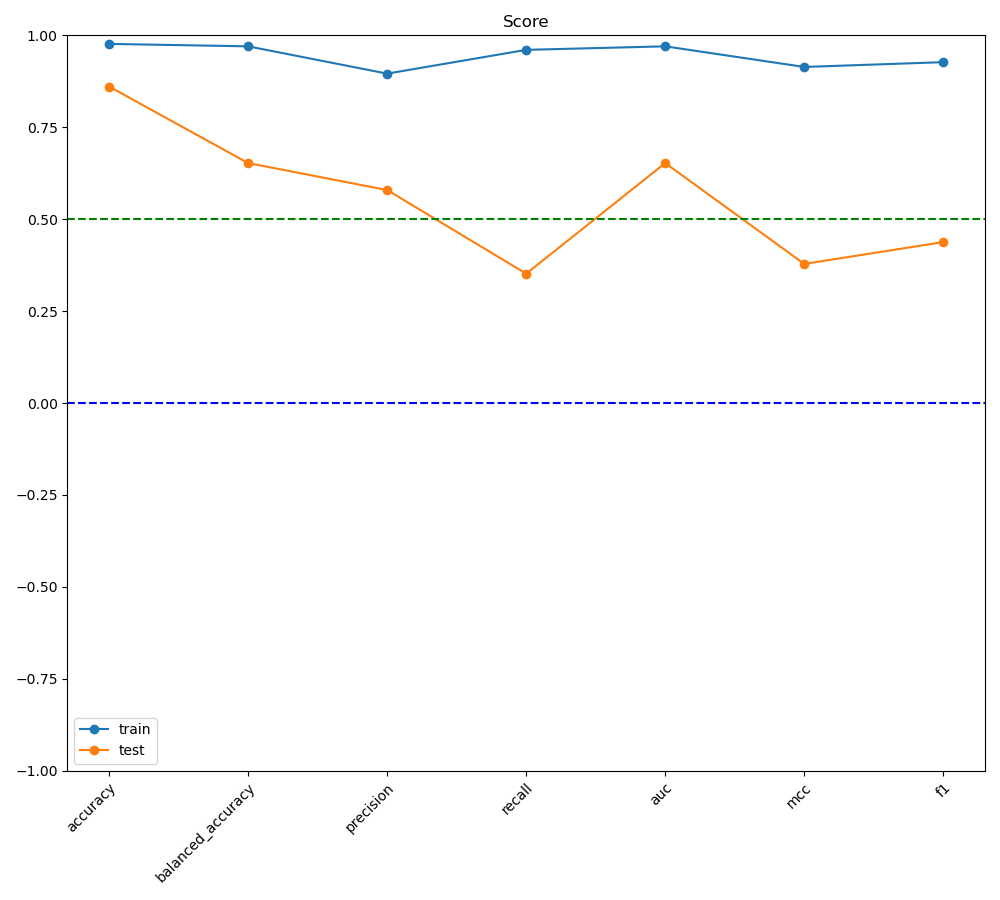 Score
1.00
0.75
0.50
0.25
0.00
−0.25
−0.50
−0.75
−1.00
train
test
accuracy
balanced_accuracy
precision
recall
auc
mcc
f1